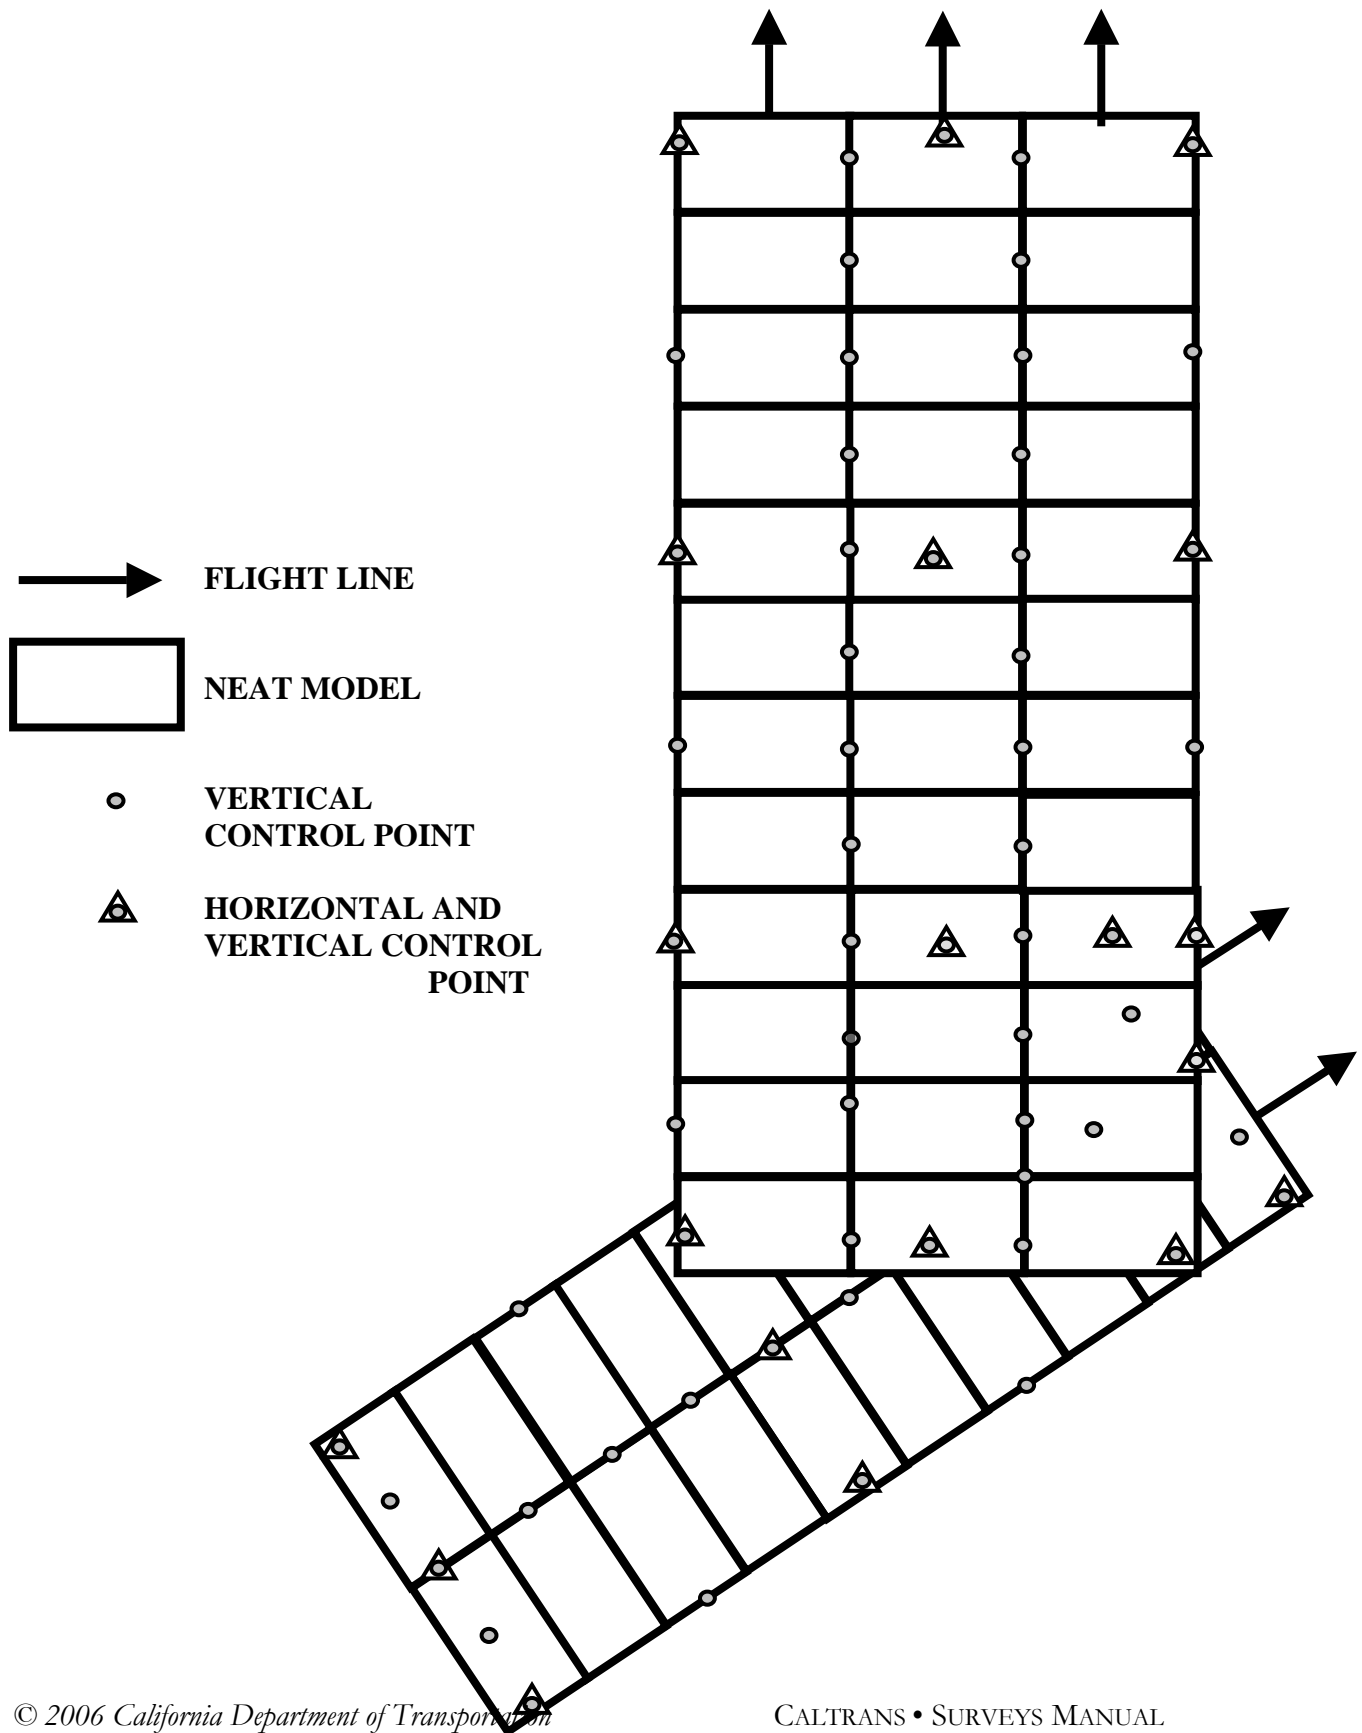 FLIGHT LINE
NEAT MODEL
VERTICAL
CONTROL POINT
HORIZONTAL AND
VERTICAL CONTROL
POINT
© 2006 California Department of Transportation
CALTRANS • SURVEYS MANUAL